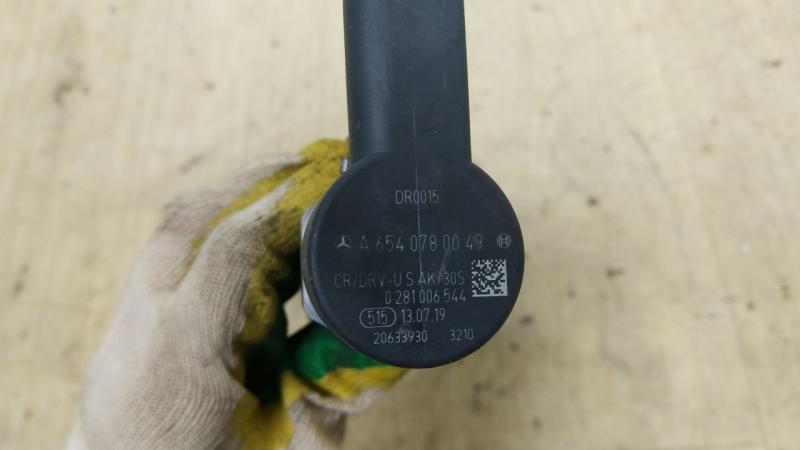 DR0015
A 654 078 00 49
CR/DRV-U S AK/30S
0 281 006 544
515 13.07.19
20633930 3210